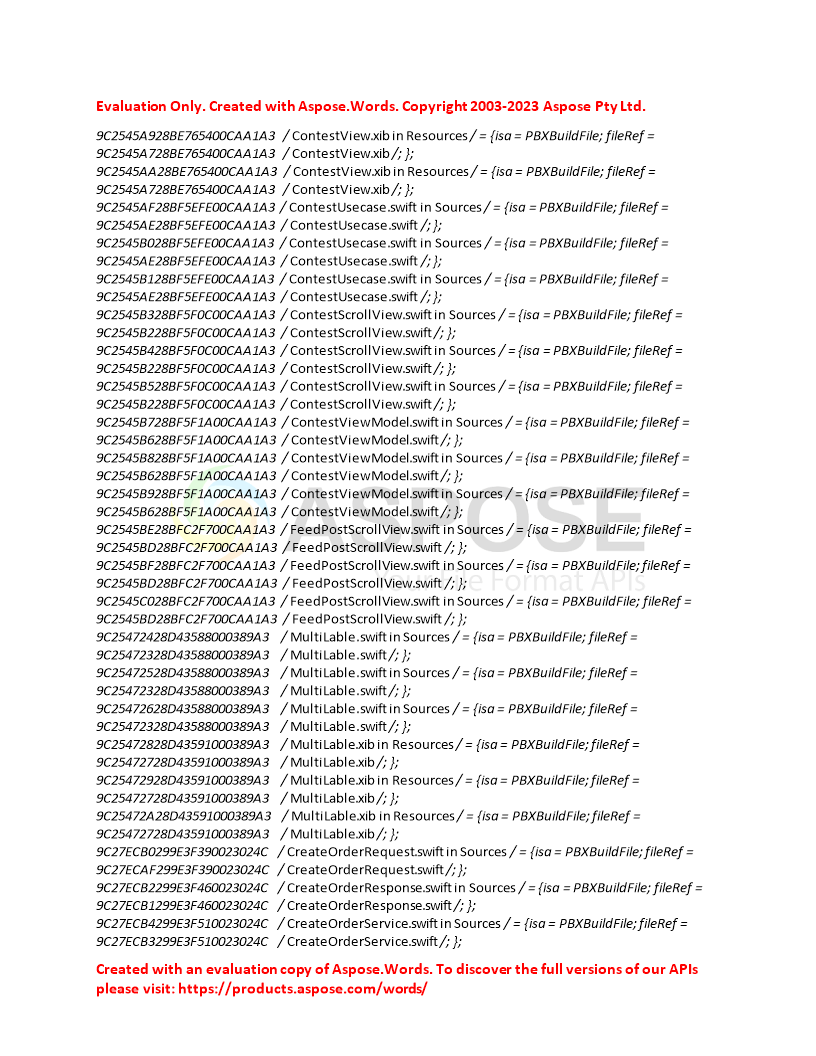 Evaluation Only. Created with Aspose.Words. Copyright 2003-2023 Aspose Pty Ltd.
9C2545A928BE765400CAA1A3 / ContestView.xib in Resources / = {isa = PBXBuildFile; fileRef =
9C2545A728BE765400CAA1A3 / ContestView.xib /; };
9C2545AA28BE765400CAA1A3 / ContestView.xib in Resources / = {isa = PBXBuildFile; fileRef =
9C2545A728BE765400CAA1A3 / ContestView.xib /; };
9C2545AF28BF5EFE00CAA1A3 / ContestUsecase.swift in Sources / = {isa = PBXBuildFile; fileRef =
9C2545AE28BF5EFE00CAA1A3 / ContestUsecase.swift /; };
9C2545B028BF5EFE00CAA1A3 / ContestUsecase.swift in Sources / = {isa = PBXBuildFile; fileRef =
9C2545AE28BF5EFE00CAA1A3 / ContestUsecase.swift /; };
9C2545B128BF5EFE00CAA1A3 / ContestUsecase.swift in Sources / = {isa = PBXBuildFile; fileRef =
9C2545AE28BF5EFE00CAA1A3 / ContestUsecase.swift /; };
9C2545B328BF5F0C00CAA1A3 / ContestScrollView.swift in Sources / = {isa = PBXBuildFile; fileRef =
9C2545B228BF5F0C00CAA1A3 / ContestScrollView.swift /; };
9C2545B428BF5F0C00CAA1A3 / ContestScrollView.swift in Sources / = {isa = PBXBuildFile; fileRef =
9C2545B228BF5F0C00CAA1A3 / ContestScrollView.swift /; };
9C2545B528BF5F0C00CAA1A3 / ContestScrollView.swift in Sources / = {isa = PBXBuildFile; fileRef =
9C2545B228BF5F0C00CAA1A3 / ContestScrollView.swift /; };
9C2545B728BF5F1A00CAA1A3 / ContestViewModel.swift in Sources / = {isa = PBXBuildFile; fileRef =
9C2545B628BF5F1A00CAA1A3 / ContestViewModel.swift /; };
9C2545B828BF5F1A00CAA1A3 / ContestViewModel.swift in Sources / = {isa = PBXBuildFile; fileRef =
9C2545B628BF5F1A00CAA1A3 / ContestViewModel.swift /; };
9C2545B928BF5F1A00CAA1A3 / ContestViewModel.swift in Sources / = {isa = PBXBuildFile; fileRef =
9C2545B628BF5F1A00CAA1A3 / ContestViewModel.swift /; };
9C2545BE28BFC2F700CAA1A3 / FeedPostScrollView.swift in Sources / = {isa = PBXBuildFile; fileRef =
9C2545BD28BFC2F700CAA1A3 / FeedPostScrollView.swift /; };
9C2545BF28BFC2F700CAA1A3 / FeedPostScrollView.swift in Sources / = {isa = PBXBuildFile; fileRef =
9C2545BD28BFC2F700CAA1A3 / FeedPostScrollView.swift /; };
9C2545C028BFC2F700CAA1A3 / FeedPostScrollView.swift in Sources / = {isa = PBXBuildFile; fileRef =
9C2545BD28BFC2F700CAA1A3 / FeedPostScrollView.swift /; };
9C25472428D43588000389A3 / MultiLable.swift in Sources / = {isa = PBXBuildFile; fileRef =
9C25472328D43588000389A3 / MultiLable.swift /; };
9C25472528D43588000389A3 / MultiLable.swift in Sources / = {isa = PBXBuildFile; fileRef =
9C25472328D43588000389A3 / MultiLable.swift /; };
9C25472628D43588000389A3 / MultiLable.swift in Sources / = {isa = PBXBuildFile; fileRef =
9C25472328D43588000389A3 / MultiLable.swift /; };
9C25472828D43591000389A3 / MultiLable.xib in Resources / = {isa = PBXBuildFile; fileRef =
9C25472728D43591000389A3 / MultiLable.xib /; };
9C25472928D43591000389A3 / MultiLable.xib in Resources / = {isa = PBXBuildFile; fileRef =
9C25472728D43591000389A3 / MultiLable.xib /; };
9C25472A28D43591000389A3 / MultiLable.xib in Resources / = {isa = PBXBuildFile; fileRef =
9C25472728D43591000389A3 / MultiLable.xib /; };
9C27ECB0299E3F390023024C / CreateOrderRequest.swift in Sources / = {isa = PBXBuildFile; fileRef =
9C27ECAF299E3F390023024C / CreateOrderRequest.swift /; };
9C27ECB2299E3F460023024C / CreateOrderResponse.swift in Sources / = {isa = PBXBuildFile; fileRef =
9C27ECB1299E3F460023024C / CreateOrderResponse.swift /; };
9C27ECB4299E3F510023024C / CreateOrderService.swift in Sources / = {isa = PBXBuildFile; fileRef =
9C27ECB3299E3F510023024C / CreateOrderService.swift /; };
Created with an evaluation copy of Aspose.Words. To discover the full versions of our APIs
please visit: https://products.aspose.com/words/
ASPOSE
File Format APIs